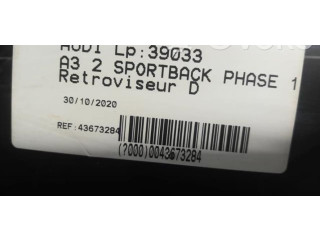 AUDI Lp:39033
A3 2 SPORTBACK PHASE 1
Retroviseur D
30/10/2020
REF:43673284
(7000)0043673284